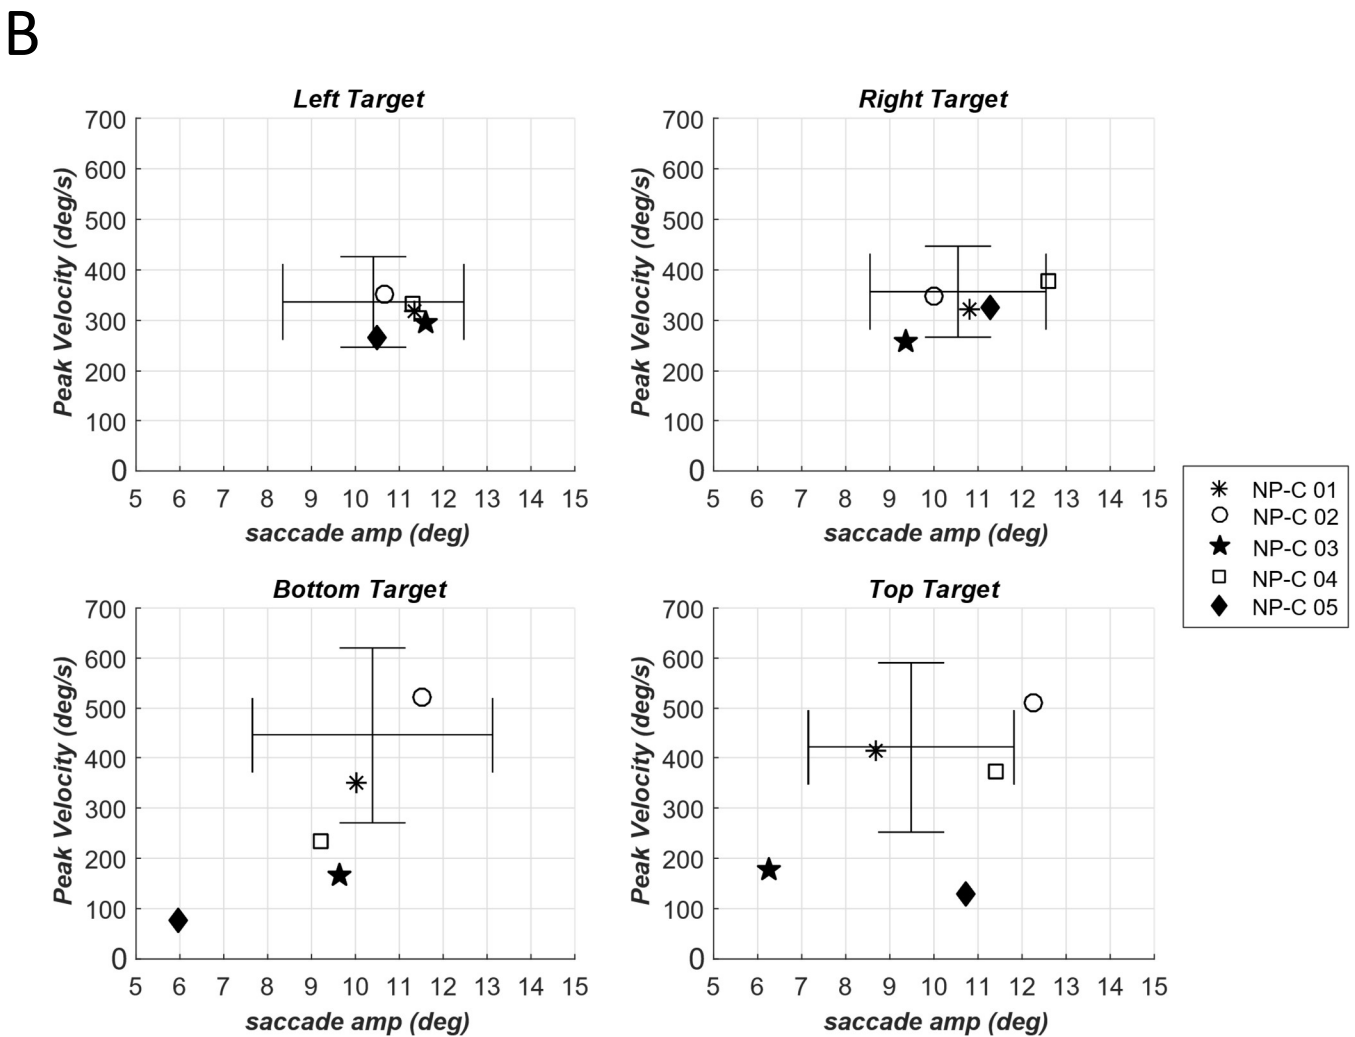 B
Left Target
700
600
500
400
300
200
100
0
Peak Velocity (deg/s)
5 6 7 8 9 10 11 12 13 14 15
saccade amp (deg)
Right Target
700
600
500
400
300
200
100
0
Peak Velocity (deg/s)
5 6 7 8 9 10 11 12 13 14 15
saccade amp (deg)
NP-C 01
NP-C 02
NP-C 03
NP-C 04
NP-C 05
Bottom Target
700
600
500
400
300
200
100
0
Peak Velocity (deg/s)
5 6 7 8 9 10 11 12 13 14 15
saccade amp (deg)
Top Target
700
600
500
400
300
200
100
0
Peak Velocity (deg/s)
5 6 7 8 9 10 11 12 13 14 15
saccade amp (deg)